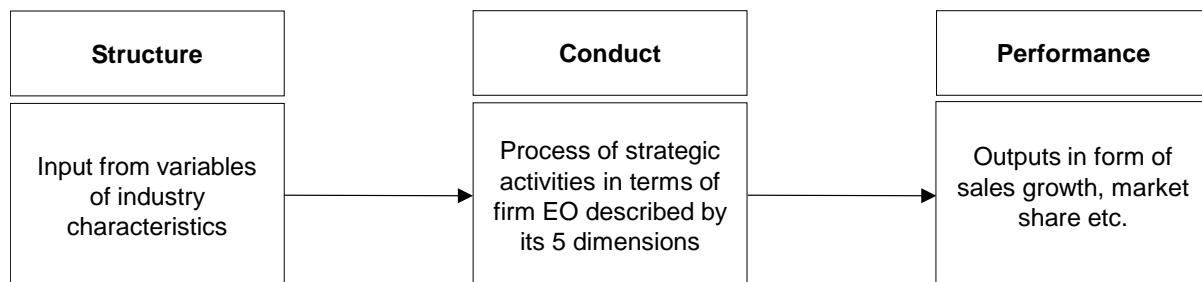 Structure
Input from variables
of industry
characteristics
Conduct
Process of strategic
activities in terms of
firm EO described by
its 5 dimensions
Performance
Outputs in form of
sales growth, market
share etc.